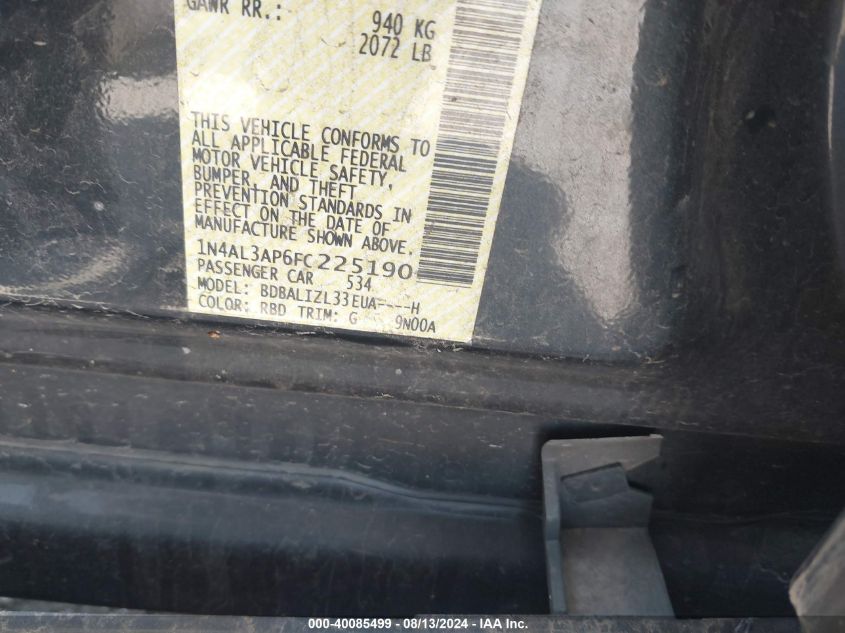 GAWR RR.: 940 KG
2072 LB
THIS VEHICLE CONFORMS TO
ALL APPLICABLE FEDERAL
MOTOR VEHICLE SAFETY,
BUMPER, AND THEFT
PREVENTION STANDARDS IN
EFFECT ON THE DATE OF
MANUFACTURE SHOWN ABOVE.
1N4AL3AP6FC225190
PASSENGER CAR 534
MODEL: BDBALIZL33EUA----H
COLOR: RBD TRIM: G 9N00A
000-40085499 - 08/13/2024 - IAA Inc.